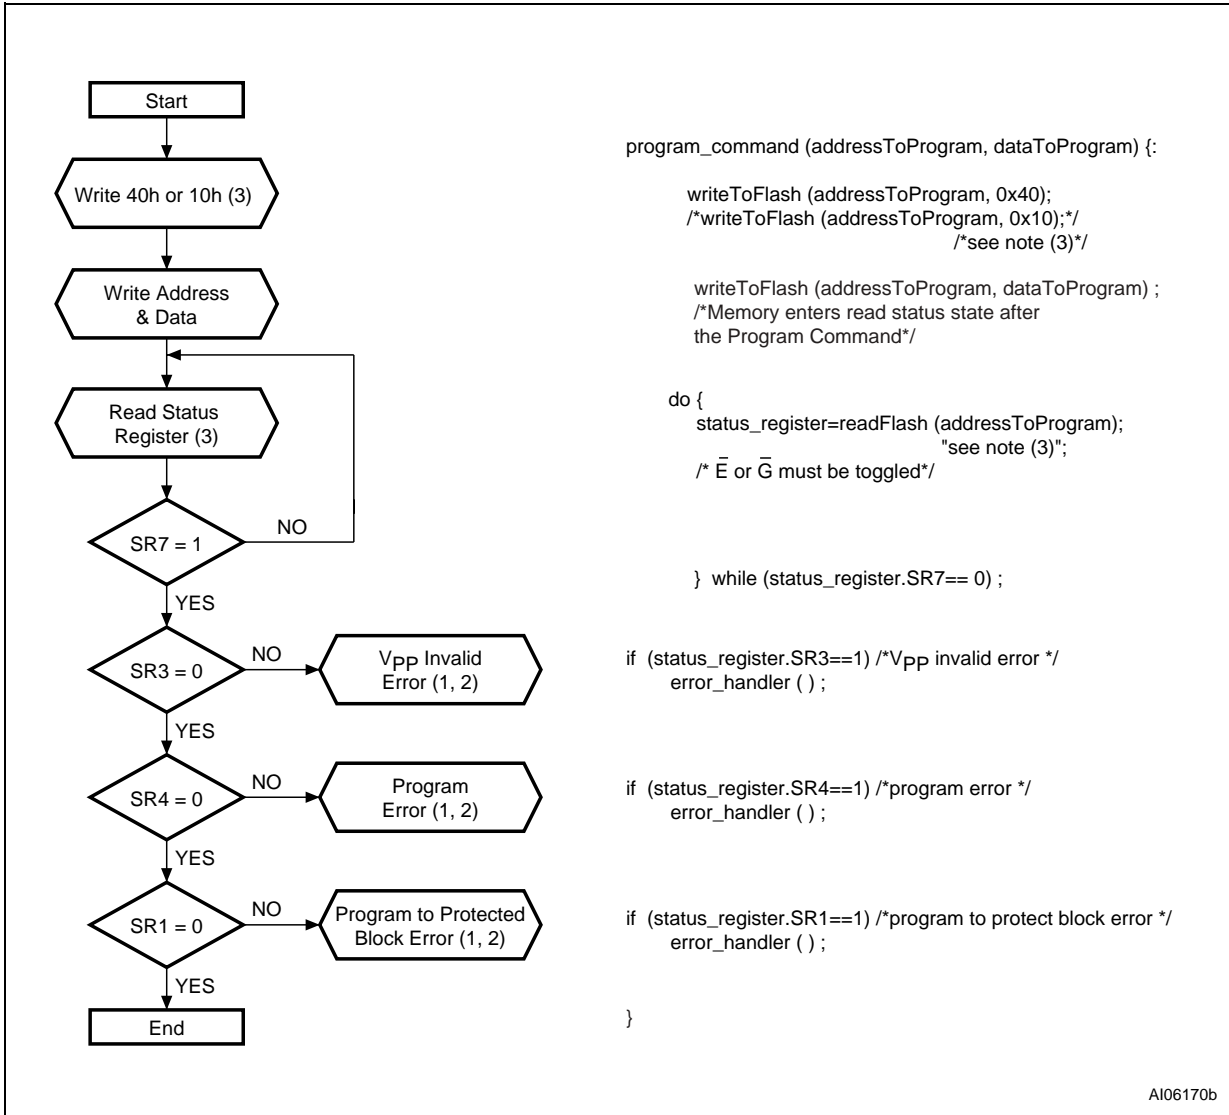 Start
Write 40h or 10h (3)
Write Address
& Data
Read Status
Register (3)
SR7 = 1
NO
YES
SR3 = 0
NO
VPP Invalid
Error (1, 2)
YES
SR4 = 0
NO
Program
Error (1, 2)
YES
SR1 = 0
NO
Program to Protected
Block Error (1, 2)
YES
End
program_command (addressToProgram, dataToProgram) {:
writeToFlash (addressToProgram, 0x40);
/*writeToFlash (addressToProgram, 0x10);*/
/*see note (3)*/
writeToFlash (addressToProgram, dataToProgram) ;
/*Memory enters read status state after
the Program Command*/
do {
status_register=readFlash (addressToProgram);
"see note (3)";
/* E̅ or G̅ must be toggled*/
} while (status_register.SR7== 0) ;
if (status_register.SR3==1) /*VPP invalid error */
error_handler ( ) ;
if (status_register.SR4==1) /*program error */
error_handler ( ) ;
if (status_register.SR1==1) /*program to protect block error */
error_handler ( ) ;
}
AI06170b